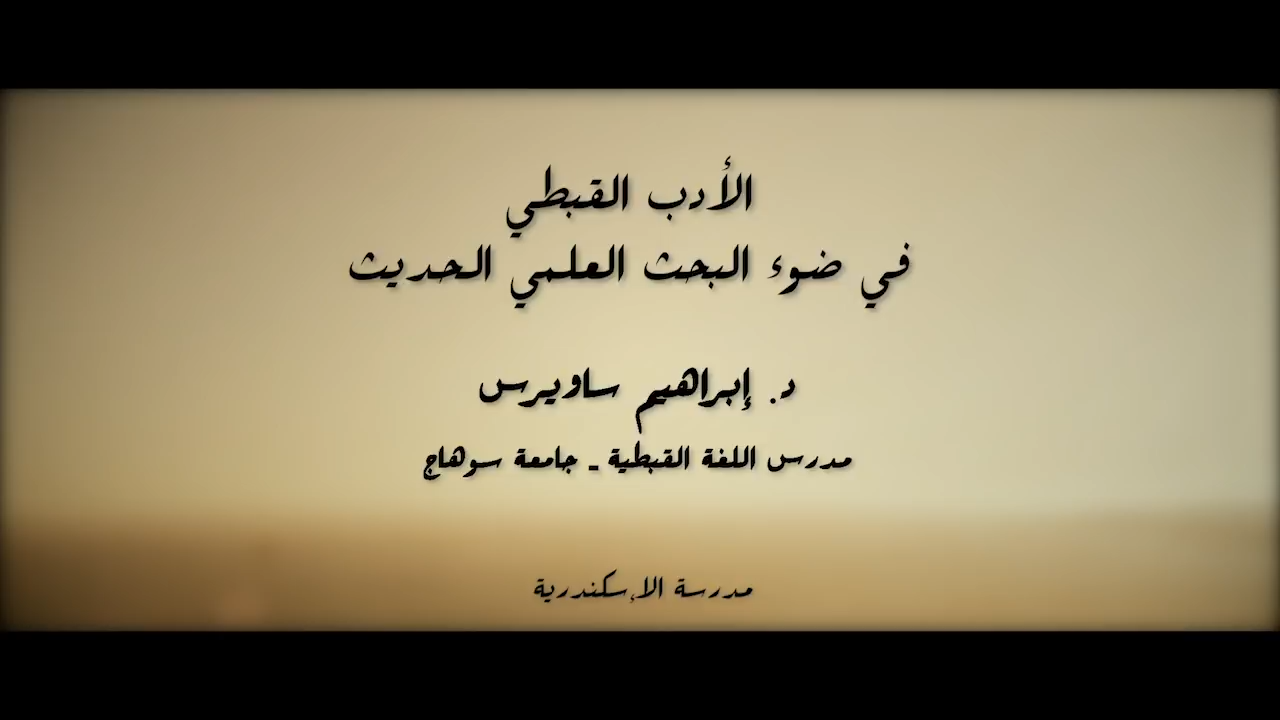 الأدب القبطي
في ضوء البحث العلمي الحديث
د. إبراهيم ساويرس
مدرس اللغة القبطية - جامعة سوهاج
مدرسة الإسكندرية